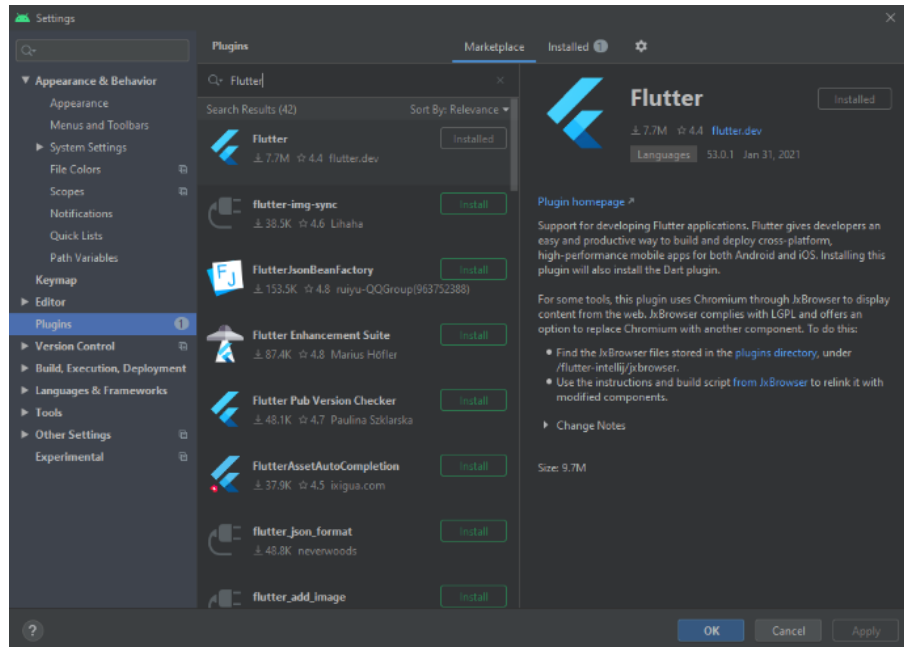 Settings
Plugins
Marketplace
Installed 1
Appearance & Behavior
Appearance
Menus and Toolbars
System Settings
File Colors
Scopes
Notifications
Quick Lists
Path Variables
Keymap
Editor
Plugins 1
Version Control
Build, Execution, Deployment
Languages & Frameworks
Tools
Other Settings
Experimental
Flutter
Search Results (42) Sort By: Relevance
Flutter Installed
7.7M 4.4 flutter.dev
flutter-img-sync Install
38.5K 4.6 Lihaha
FJ
FlutterJsonBeanFactory Install
153.5K 4.8 ruiyu-QQGroup(963752388)
Flutter Enhancement Suite Install
87.4K 4.8 Marius Höfler
Flutter Pub Version Checker Install
48.1K 4.7 Paulina Szklarska
FlutterAssetAutoCompletion Install
37.9K 4.5 ixigua.com
flutter_json_format Install
48.8K neverwoods
flutter_add_image Install
Flutter Installed
7.7M 4.4 flutter.dev
Languages 53.0.1 Jan 31, 2021
Plugin homepage
Support for developing Flutter applications. Flutter gives developers an
easy and productive way to build and deploy cross-platform,
high-performance mobile apps for both Android and iOS. Installing this
plugin will also install the Dart plugin.
For some tools, this plugin uses Chromium through JxBrowser to display
content from the web. JxBrowser complies with LGPL and offers an
option to replace Chromium with another component. To do this:
Find the JxBrowser files stored in the plugins directory, under
/flutter-intellij/jxbrowser.
Use the instructions and build script from JxBrowser to relink it with
modified components.
Change Notes
Size: 9.7M
?
OK Cancel Apply